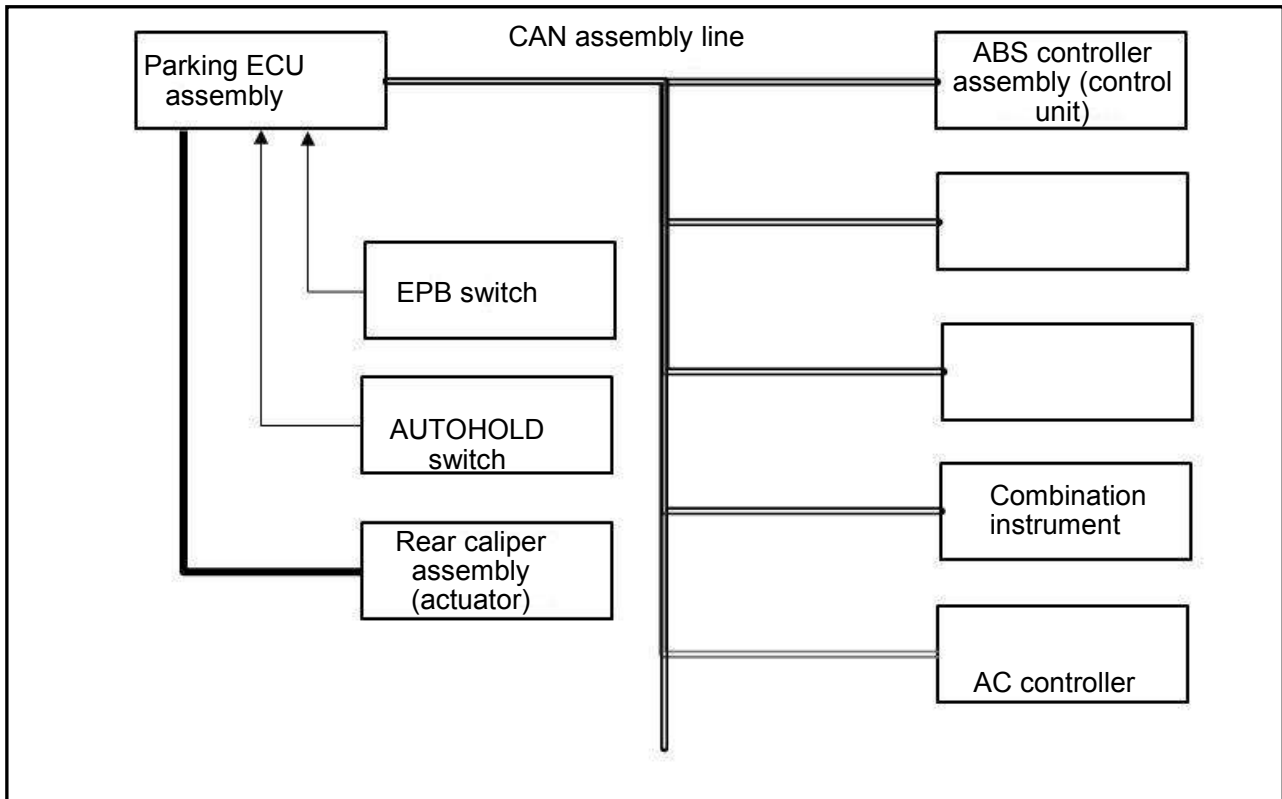 CAN assembly line
Parking ECU
assembly
ABS controller
assembly (control
unit)
EPB switch
AUTOHOLD
switch
Rear caliper
assembly
(actuator)
Combination
instrument
AC controller